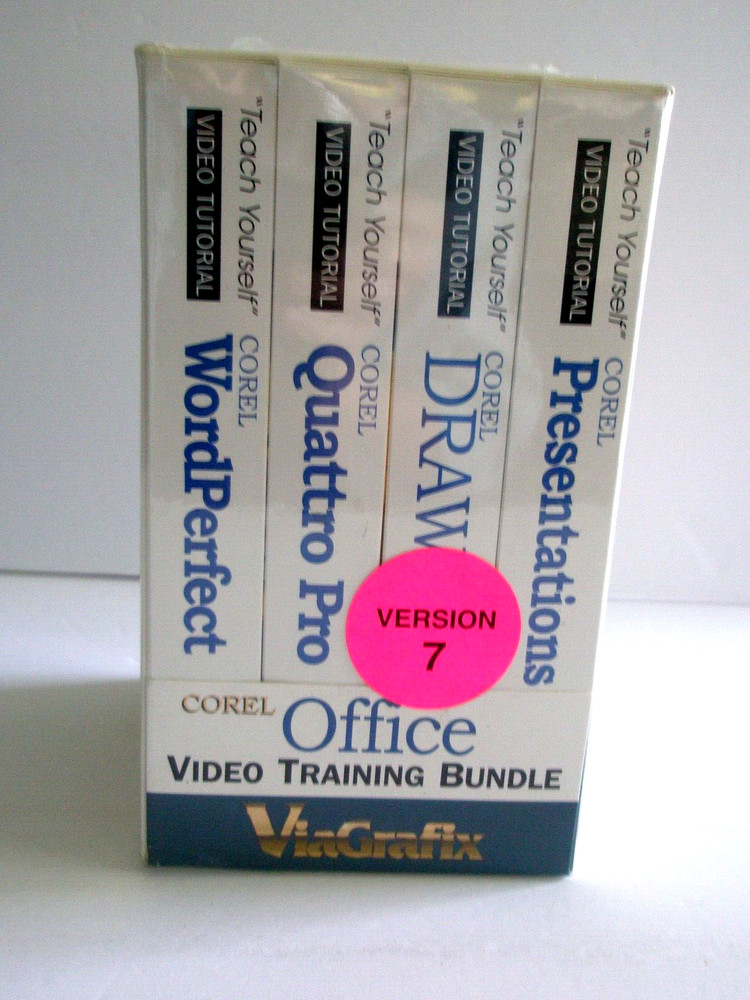 "Teach Yourself"
VIDEO TUTORIAL
COREL
WordPerfect
"Teach Yourself"
VIDEO TUTORIAL
COREL
Quattro Pro
"Teach Yourself"
VIDEO TUTORIAL
COREL
DRAW
"Teach Yourself"
VIDEO TUTORIAL
COREL
Presentations
VERSION
7
COREL Office
VIDEO TRAINING BUNDLE
ViaGrafix